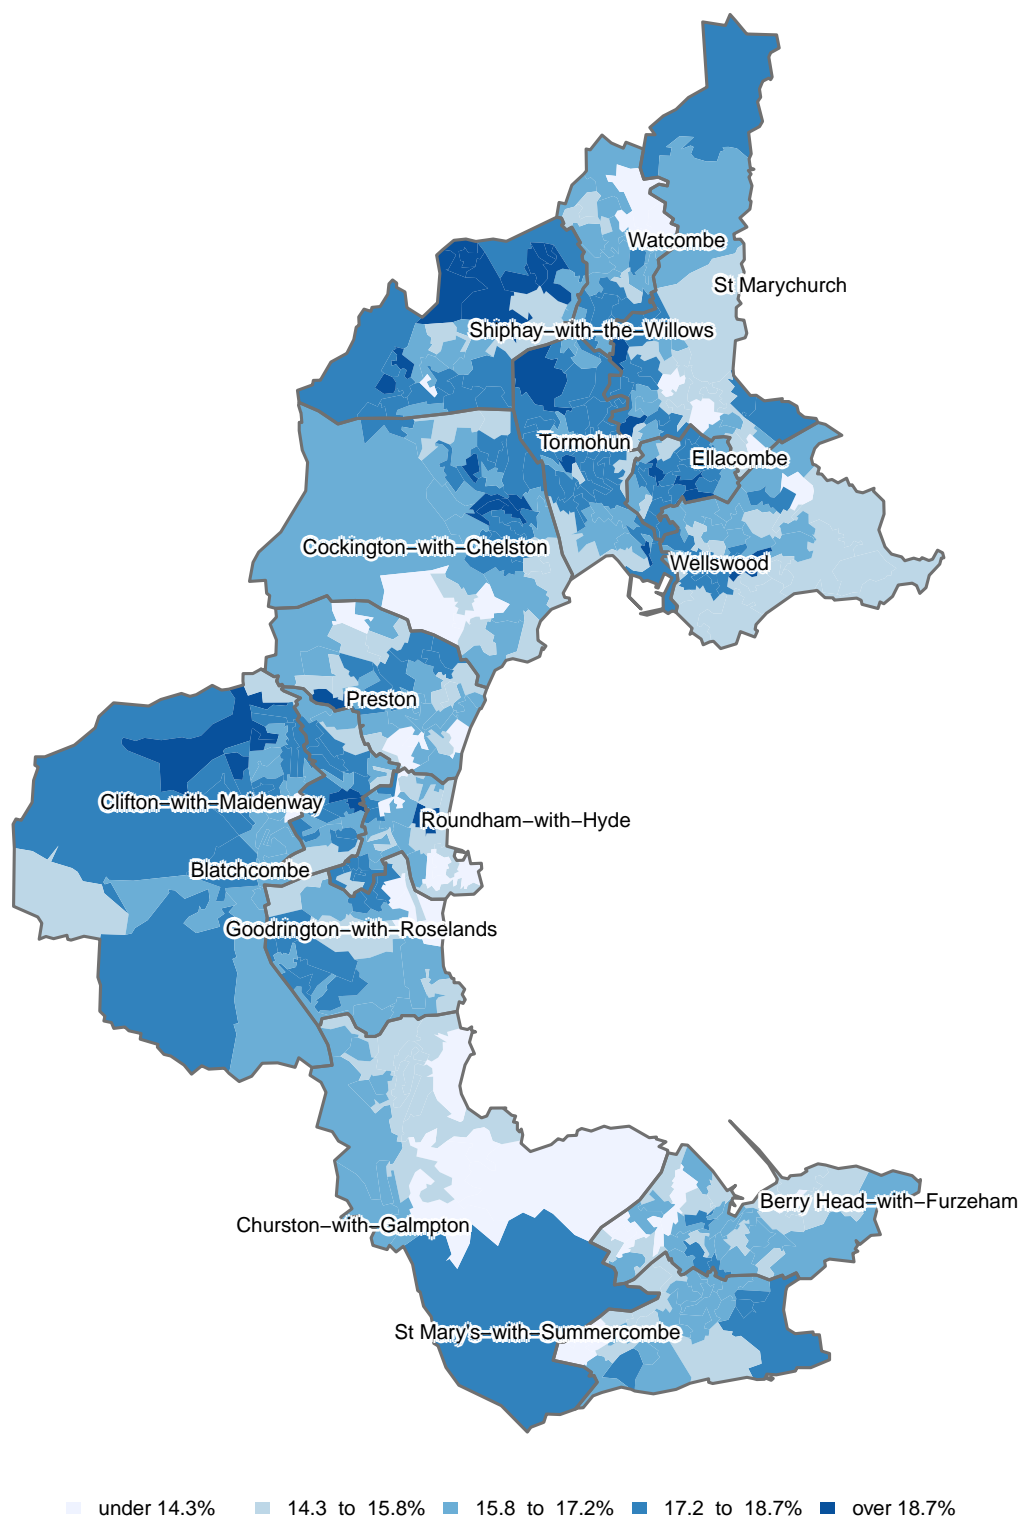 Watcombe
St Marychurch
Shiphay-with-the-Willows
Tormohun
Ellacombe
Cockington-with-Chelston
Wellswood
Preston
Clifton-with-Maidenway
Roundham-with-Hyde
Blatchcombe
Goodrington-with-Roselands
Berry Head-with-Furzeham
Churston-with-Galmpton
St Mary's-with-Summercombe
under 14.3% 14.3 to 15.8% 15.8 to 17.2% 17.2 to 18.7% over 18.7%